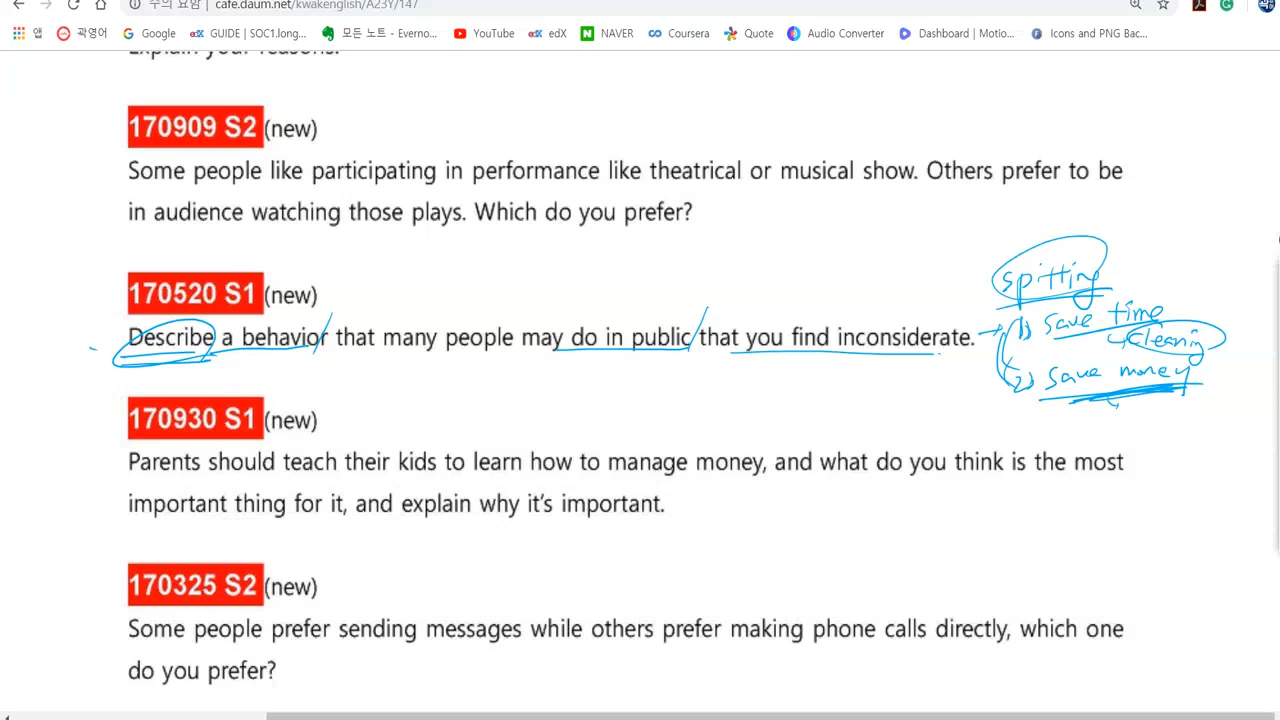 주의 요함 | cafe.daum.net/kwakenglish/A23Y/147
앱 곽영어 Google GUIDE | SOC1.long... 모든 노트 - Everno... YouTube edX NAVER Coursera Quote Audio Converter Dashboard | Motio... Icons and PNG Bac...
Explain your reasons.
170909 S2 (new)
Some people like participating in performance like theatrical or musical show. Others prefer to be
in audience watching those plays. Which do you prefer?
170520 S1 (new)
Describe a behavior that many people may do in public that you find inconsiderate.
spitting
1) save time
cleaning
2) save money
170930 S1 (new)
Parents should teach their kids to learn how to manage money, and what do you think is the most
important thing for it, and explain why it's important.
170325 S2 (new)
Some people prefer sending messages while others prefer making phone calls directly, which one
do you prefer?